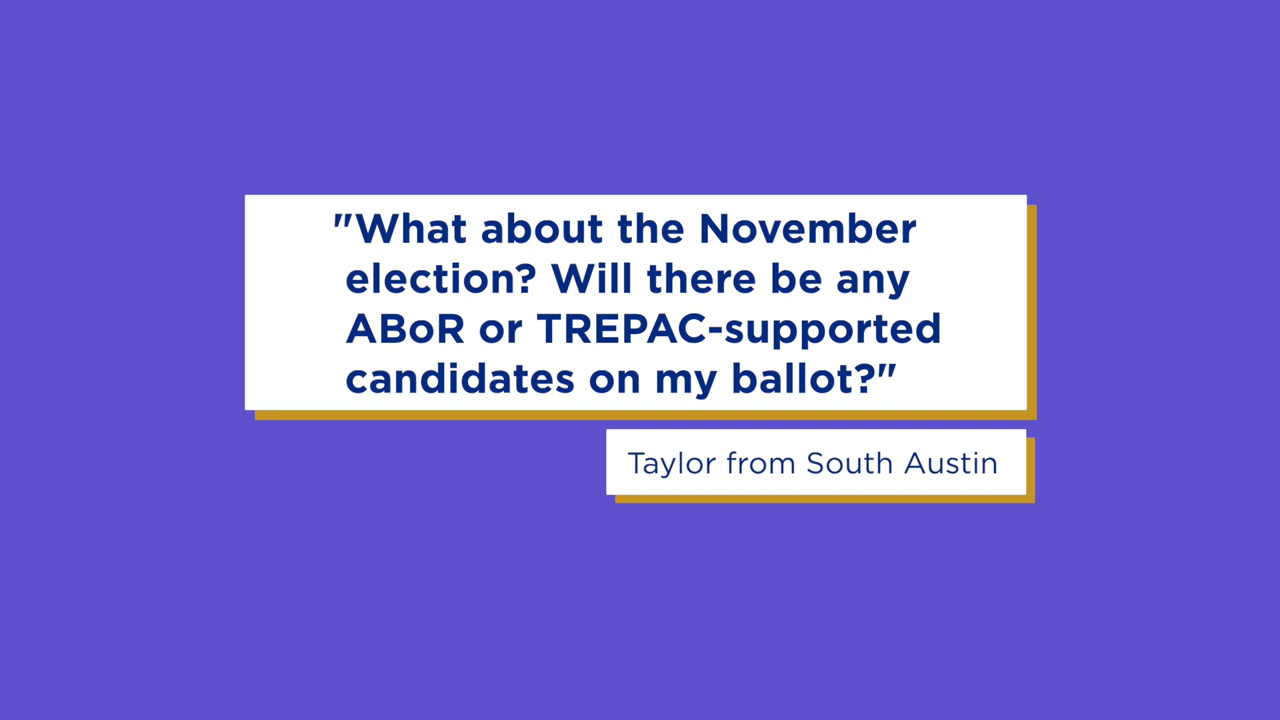 "What about the November
election? Will there be any
ABoR or TREPAC-supported
candidates on my ballot?"
Taylor from South Austin